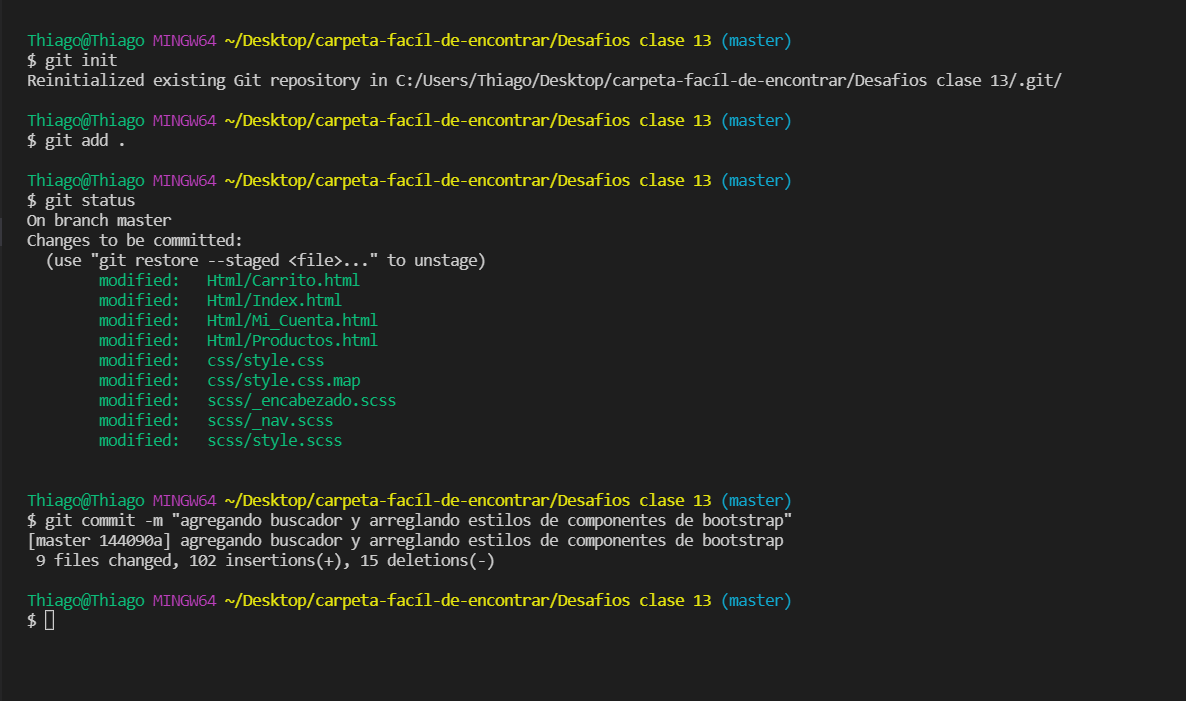 Thiago@Thiago MINGW64 ~/Desktop/carpeta-facíl-de-encontrar/Desafios clase 13 (master)
$ git init
Reinitialized existing Git repository in C:/Users/Thiago/Desktop/carpeta-facíl-de-encontrar/Desafios clase 13/.git/
Thiago@Thiago MINGW64 ~/Desktop/carpeta-facíl-de-encontrar/Desafios clase 13 (master)
$ git add .
Thiago@Thiago MINGW64 ~/Desktop/carpeta-facíl-de-encontrar/Desafios clase 13 (master)
$ git status
On branch master
Changes to be committed:
  (use "git restore --staged <file>..." to unstage)
        modified:   Html/Carrito.html
        modified:   Html/Index.html
        modified:   Html/Mi_Cuenta.html
        modified:   Html/Productos.html
        modified:   css/style.css
        modified:   css/style.css.map
        modified:   scss/_encabezado.scss
        modified:   scss/_nav.scss
        modified:   scss/style.scss
Thiago@Thiago MINGW64 ~/Desktop/carpeta-facíl-de-encontrar/Desafios clase 13 (master)
$ git commit -m "agregando buscador y arreglando estilos de componentes de bootstrap"
[master 144090a] agregando buscador y arreglando estilos de componentes de bootstrap
 9 files changed, 102 insertions(+), 15 deletions(-)
Thiago@Thiago MINGW64 ~/Desktop/carpeta-facíl-de-encontrar/Desafios clase 13 (master)
$